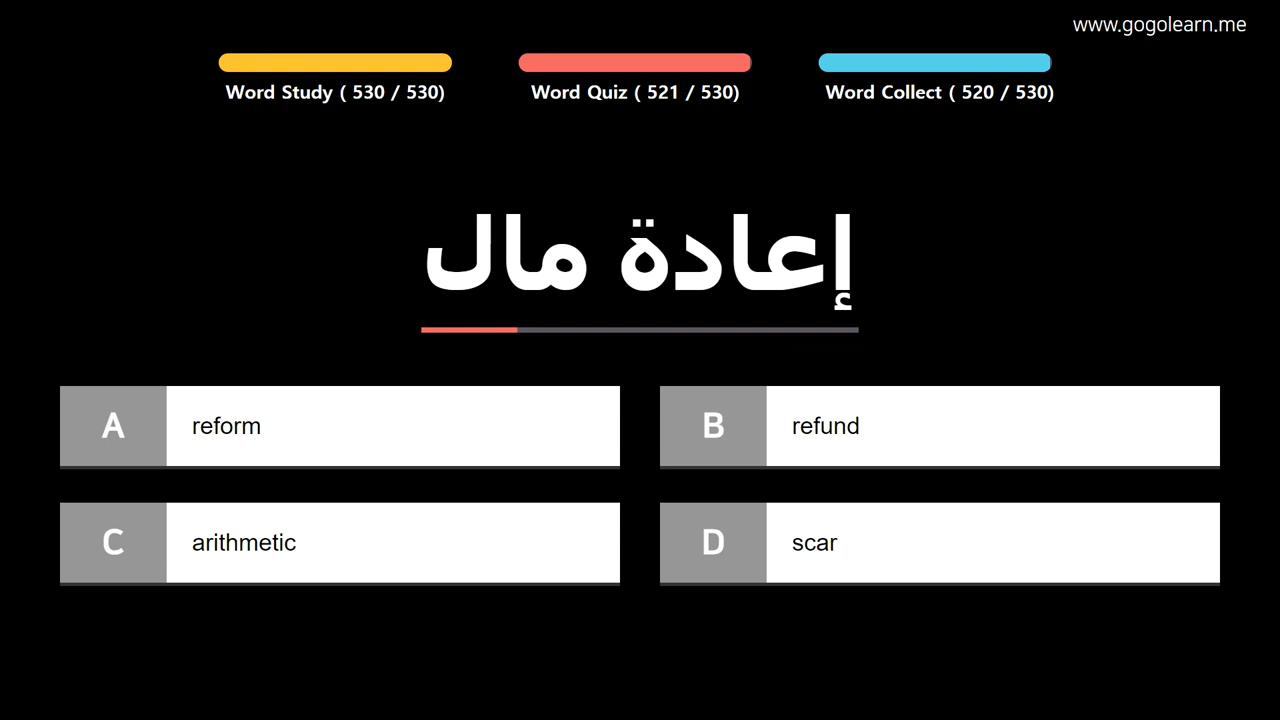 www.gogolearn.me
Word Study ( 530 / 530)
Word Quiz ( 521 / 530)
Word Collect ( 520 / 530)
إعادة مال
A reform
B refund
C arithmetic
D scar